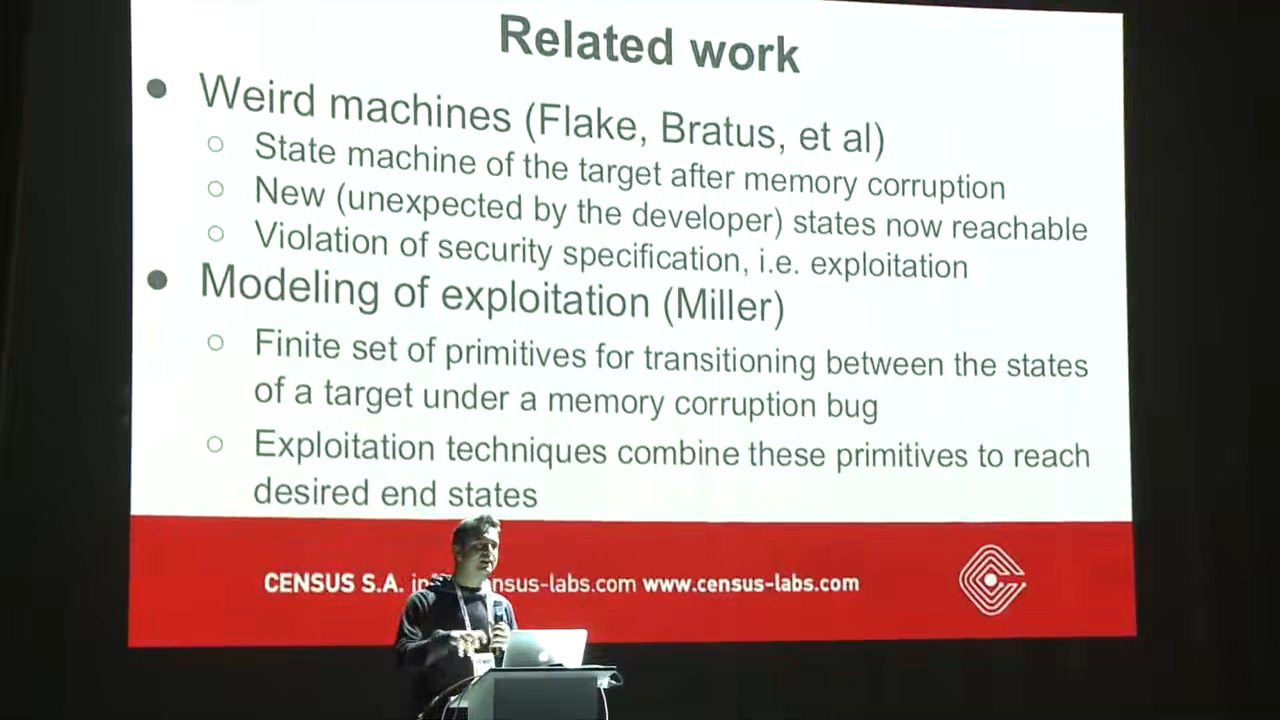 Related work
● Weird machines (Flake, Bratus, et al)
○ State machine of the target after memory corruption
○ New (unexpected by the developer) states now reachable
○ Violation of security specification, i.e. exploitation
● Modeling of exploitation (Miller)
○ Finite set of primitives for transitioning between the states
of a target under a memory corruption bug
○ Exploitation techniques combine these primitives to reach
desired end states
CENSUS S.A. nsus-labs.com www.census-labs.com